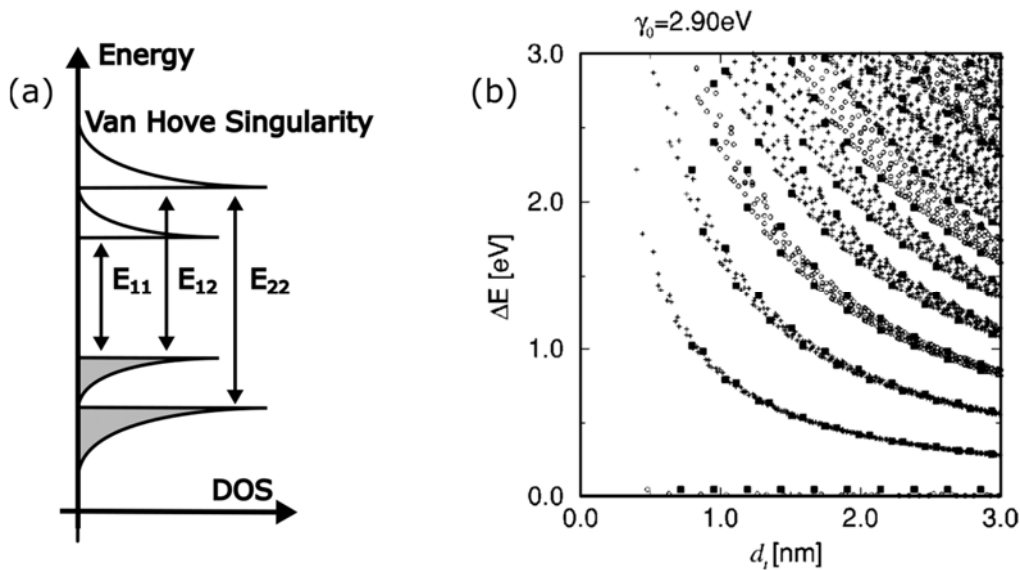 (a)
Energy
Van Hove Singularity
E₁₁
E₁₂
E₂₂
DOS
(b)
γ₀=2.90eV
3.0
2.0
1.0
0.0
ΔE [eV]
0.0 1.0 2.0 3.0
dₜ[nm]